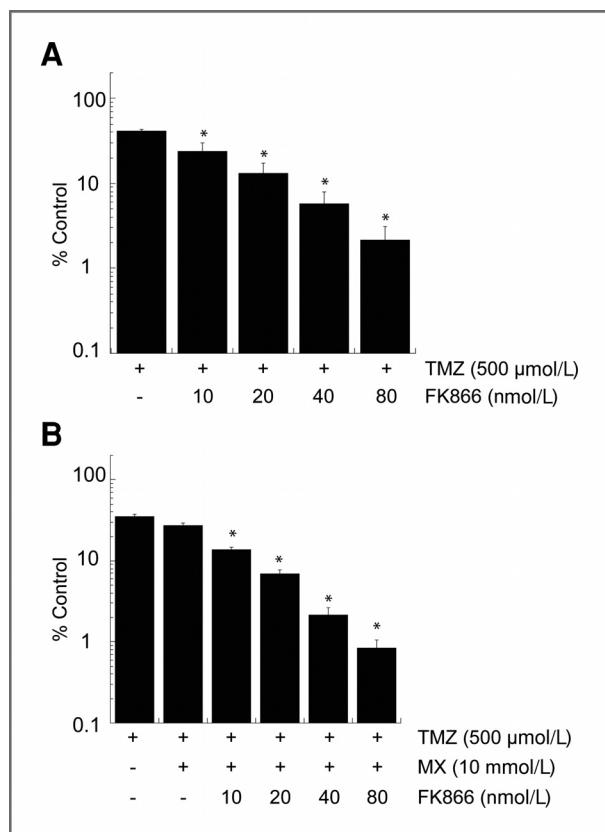 A
100
10
1
0.1
% Control
* * * *
+ + + + + TMZ (500 μmol/L)
- 10 20 40 80 FK866 (nmol/L)
B
100
10
1
0.1
% Control
* * * *
+ + + + + + TMZ (500 μmol/L)
- + + + + + MX (10 mmol/L)
- - 10 20 40 80 FK866 (nmol/L)